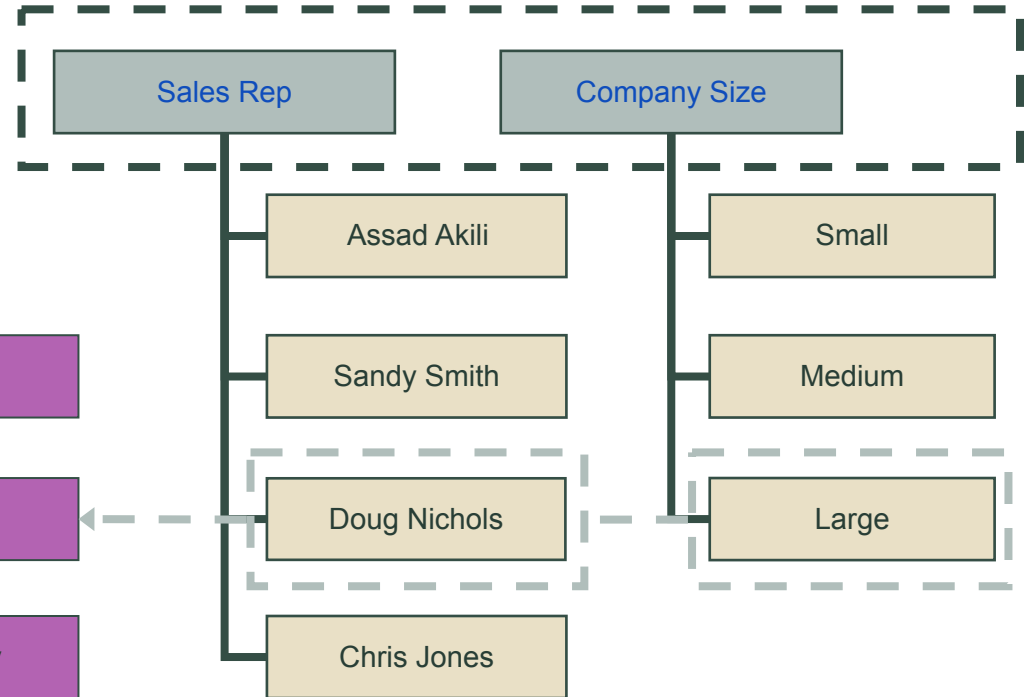 Sales Rep
Company Size
Assad Akili
Small
Sandy Smith
Medium
Doug Nichols
Large
Chris Jones